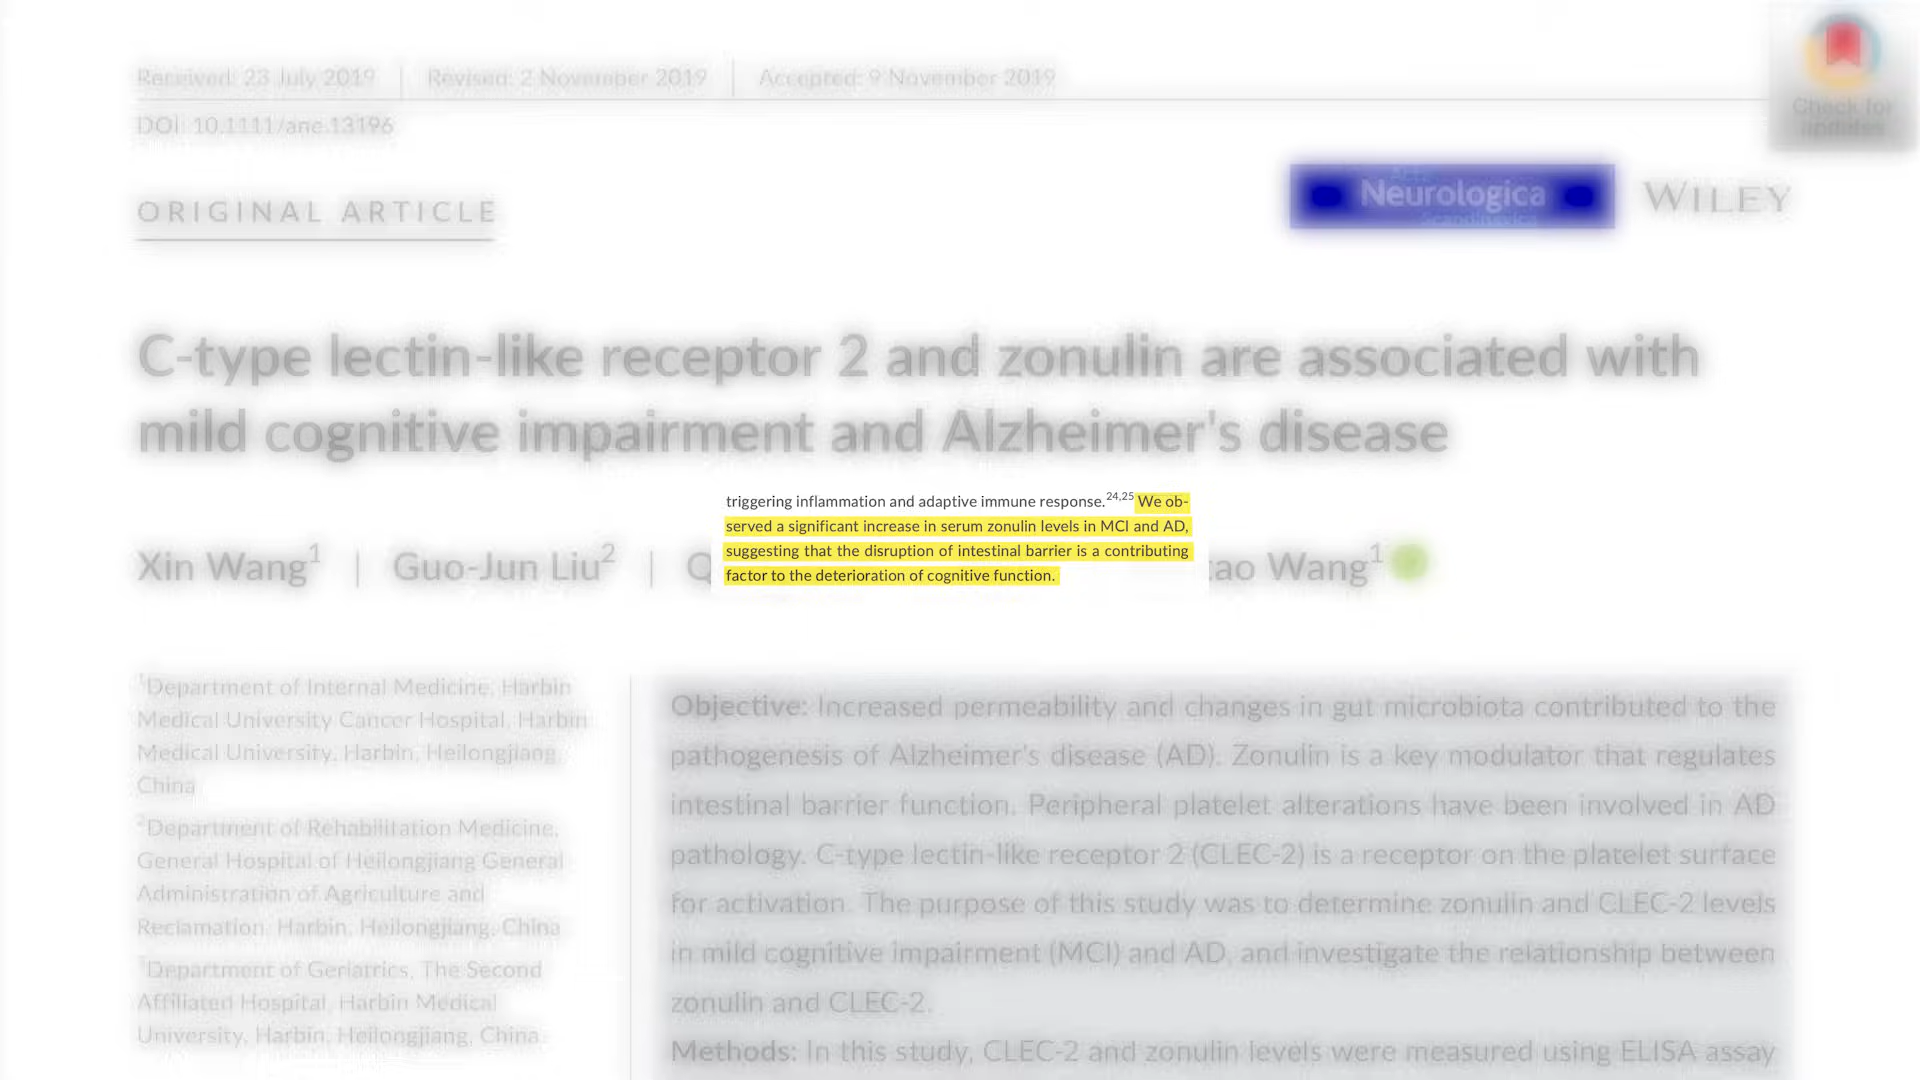 Received: 23 July 2019 | Revised: 2 November 2019 | Accepted: 9 November 2019
DOI: 10.1111/ane.13196
Check for
updates
ORIGINAL ARTICLE
Acta
Neurologica
Scandinavica
WILEY
C-type lectin-like receptor 2 and zonulin are associated with
mild cognitive impairment and Alzheimer's disease
triggering inflammation and adaptive immune response.24,25 We ob-
served a significant increase in serum zonulin levels in MCI and AD,
suggesting that the disruption of intestinal barrier is a contributing
factor to the deterioration of cognitive function.
Xin Wang1 | Guo-Jun Liu2 | Wang1
1Department of Internal Medicine, Harbin
Medical University Cancer Hospital, Harbin
Medical University, Harbin, Heilongjiang,
China
2Department of Rehabilitation Medicine,
General Hospital of Heilongjiang General
Administration of Agriculture and
Reclamation, Harbin, Heilongjiang, China
3Department of Geriatrics, The Second
Affiliated Hospital, Harbin Medical
University, Harbin, Heilongjiang, China
Objective: Increased permeability and changes in gut microbiota contributed to the
pathogenesis of Alzheimer's disease (AD). Zonulin is a key modulator that regulates
intestinal barrier function. Peripheral platelet alterations have been involved in AD
pathology. C-type lectin-like receptor 2 (CLEC-2) is a receptor on the platelet surface
for activation. The purpose of this study was to determine zonulin and CLEC-2 levels
in mild cognitive impairment (MCI) and AD, and investigate the relationship between
zonulin and CLEC-2.
Methods: In this study, CLEC-2 and zonulin levels were measured using ELISA assay